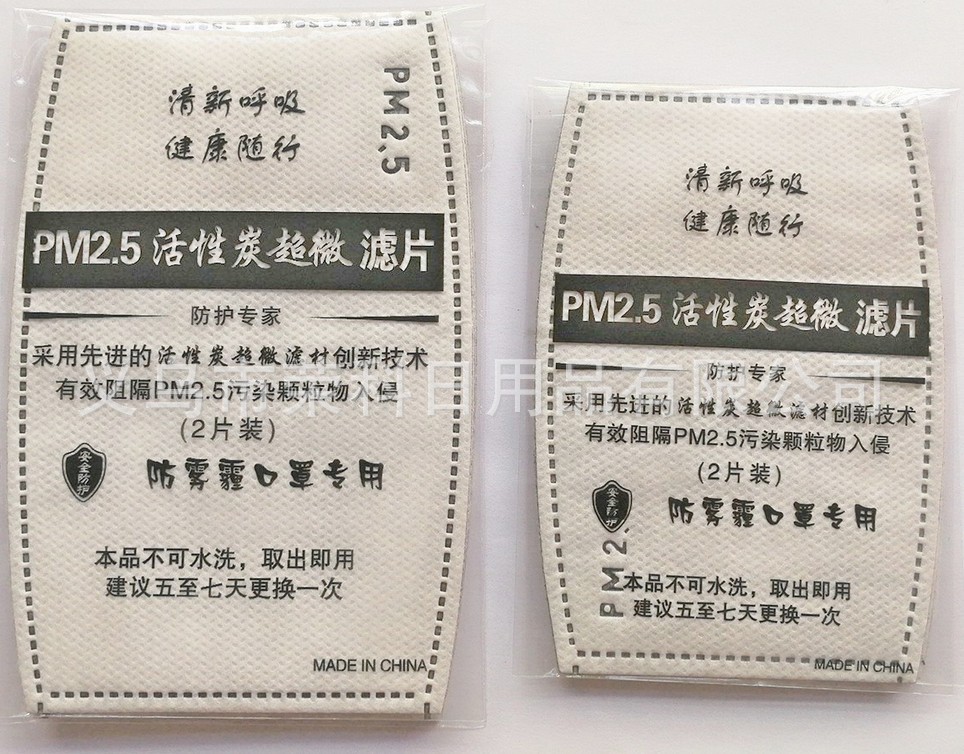 清新呼吸
健康随行
PM2.5
PM2.5活性炭超微滤片
防护专家
采用先进的活性炭超微滤材创新技术
有效阻隔PM2.5污染颗粒物入侵
(2片装)
安全防护
防雾霾口罩专用
本品不可水洗，取出即用
建议五至七天更换一次
MADE IN CHINA
清新呼吸
健康随行
PM2.5活性炭超微滤片
防护专家
采用先进的活性炭超微滤材创新技术
有效阻隔PM2.5污染颗粒物入侵
(2片装)
安全防护
防雾霾口罩专用
PM2.
本品不可水洗，取出即用
建议五至七天更换一次
MADE IN CHINA
日用品有限公司